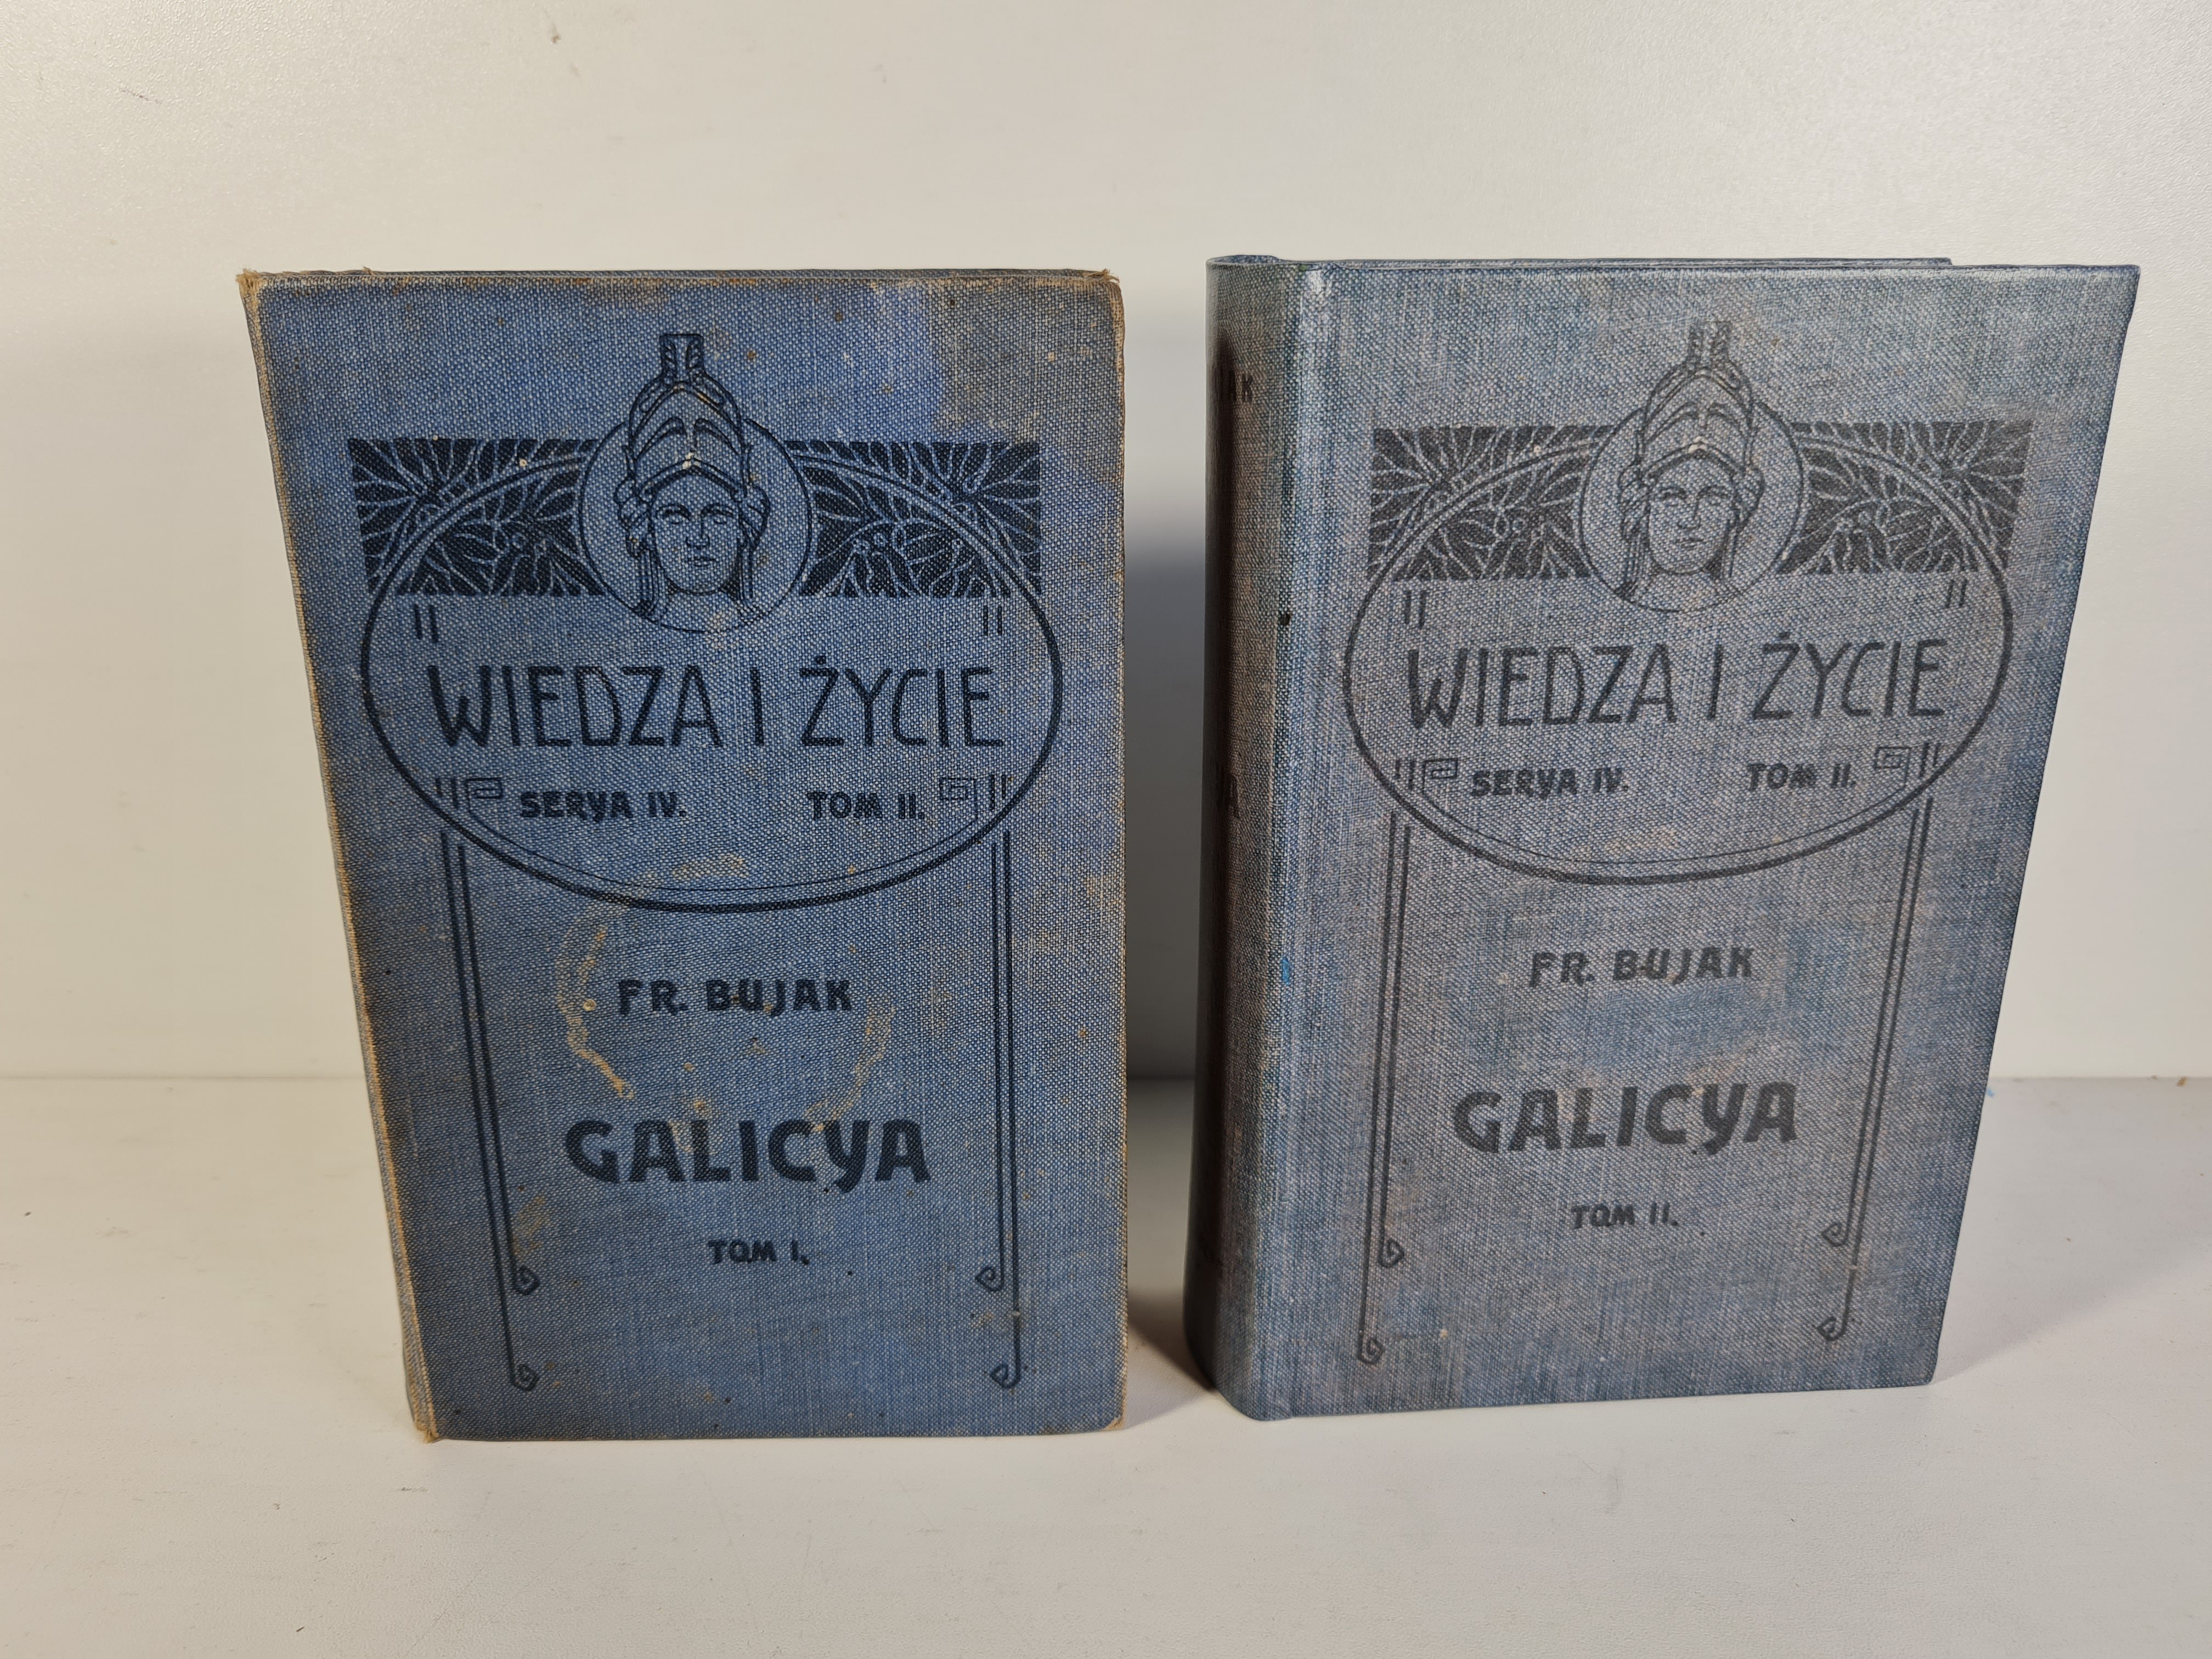 WIEDZA I ŻYCIE
SERYA IV. TOM II.
FR. BUJAK
GALICYA
TOM I.
WIEDZA I ŻYCIE
SERYA IV. TOM II.
FR. BUJAK
GALICYA
TOM II.